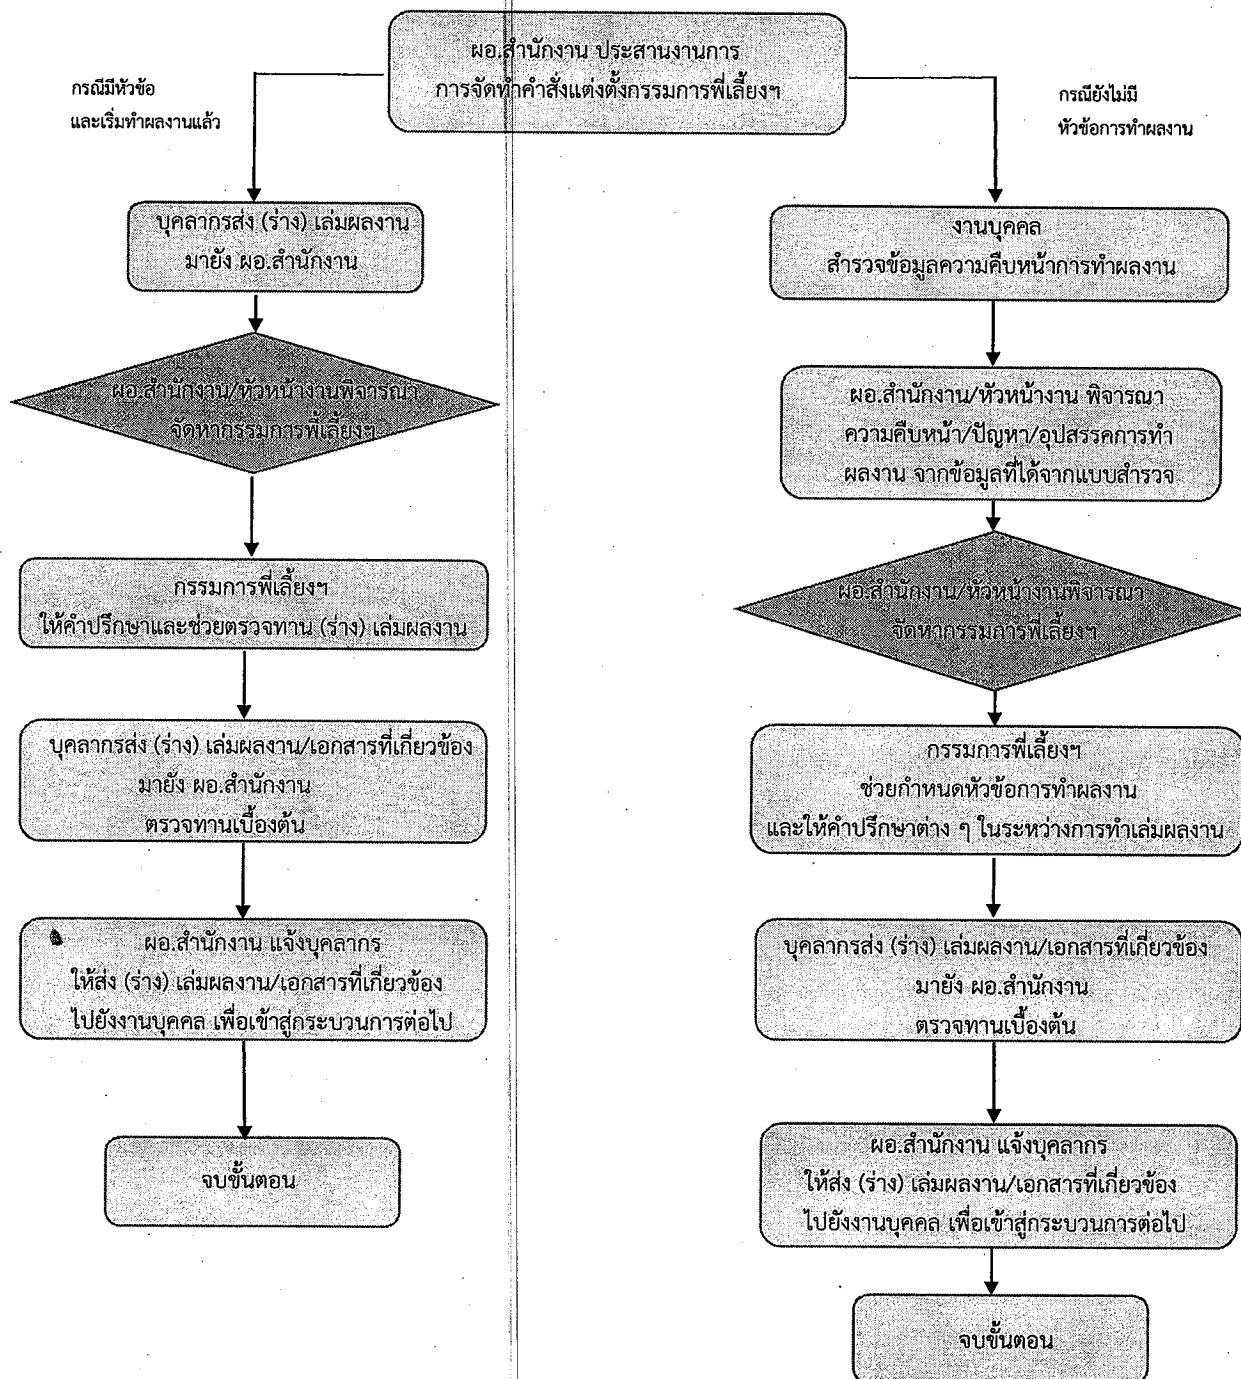 ผอ.สำนักงาน ประสานงานการ
การจัดทำคำสั่งแต่งตั้งกรรมการพี่เลี้ยงฯ
กรณีมีหัวข้อ
และเริ่มทำผลงานแล้ว
บุคลากรส่ง (ร่าง) เล่มผลงาน
มายัง ผอ.สำนักงาน
ผอ.สำนักงาน/หัวหน้างานพิจารณา
จัดหากรรมการพี่เลี้ยงฯ
กรรมการพี่เลี้ยงฯ
ให้คำปรึกษาและช่วยตรวจทาน (ร่าง) เล่มผลงาน
บุคลากรส่ง (ร่าง) เล่มผลงาน/เอกสารที่เกี่ยวข้อง
มายัง ผอ.สำนักงาน
ตรวจทานเบื้องต้น
ผอ.สำนักงาน แจ้งบุคลากร
ให้ส่ง (ร่าง) เล่มผลงาน/เอกสารที่เกี่ยวข้อง
ไปยังงานบุคคล เพื่อเข้าสู่กระบวนการต่อไป
จบขั้นตอน
กรณียังไม่มี
หัวข้อการทำผลงาน
งานบุคคล
สำรวจข้อมูลความคืบหน้าการทำผลงาน
ผอ.สำนักงาน/หัวหน้างาน พิจารณา
ความคืบหน้า/ปัญหา/อุปสรรคการทำ
ผลงาน จากข้อมูลที่ได้จากแบบสำรวจ
ผอ.สำนักงาน/หัวหน้างานพิจารณา
จัดหากรรมการพี่เลี้ยงฯ
กรรมการพี่เลี้ยงฯ
ช่วยกำหนดหัวข้อการทำผลงาน
และให้คำปรึกษาต่าง ๆ ในระหว่างการทำเล่มผลงาน
บุคลากรส่ง (ร่าง) เล่มผลงาน/เอกสารที่เกี่ยวข้อง
มายัง ผอ.สำนักงาน
ตรวจทานเบื้องต้น
ผอ.สำนักงาน แจ้งบุคลากร
ให้ส่ง (ร่าง) เล่มผลงาน/เอกสารที่เกี่ยวข้อง
ไปยังงานบุคคล เพื่อเข้าสู่กระบวนการต่อไป
จบขั้นตอน